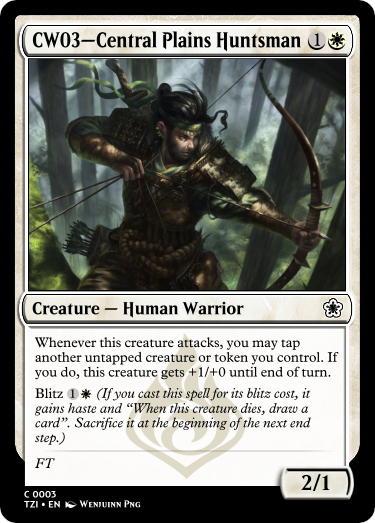 CW03—Central Plains Huntsman 1
Creature — Human Warrior
Whenever this creature attacks, you may tap
another untapped creature or token you control. If
you do, this creature gets +1/+0 until end of turn.
Blitz 1 (If you cast this spell for its blitz cost, it
gains haste and “When this creature dies, draw a
card”. Sacrifice it at the beginning of the next end
step.)
FT
2/1
C 0003
TZI • EN Wenjuinn Png